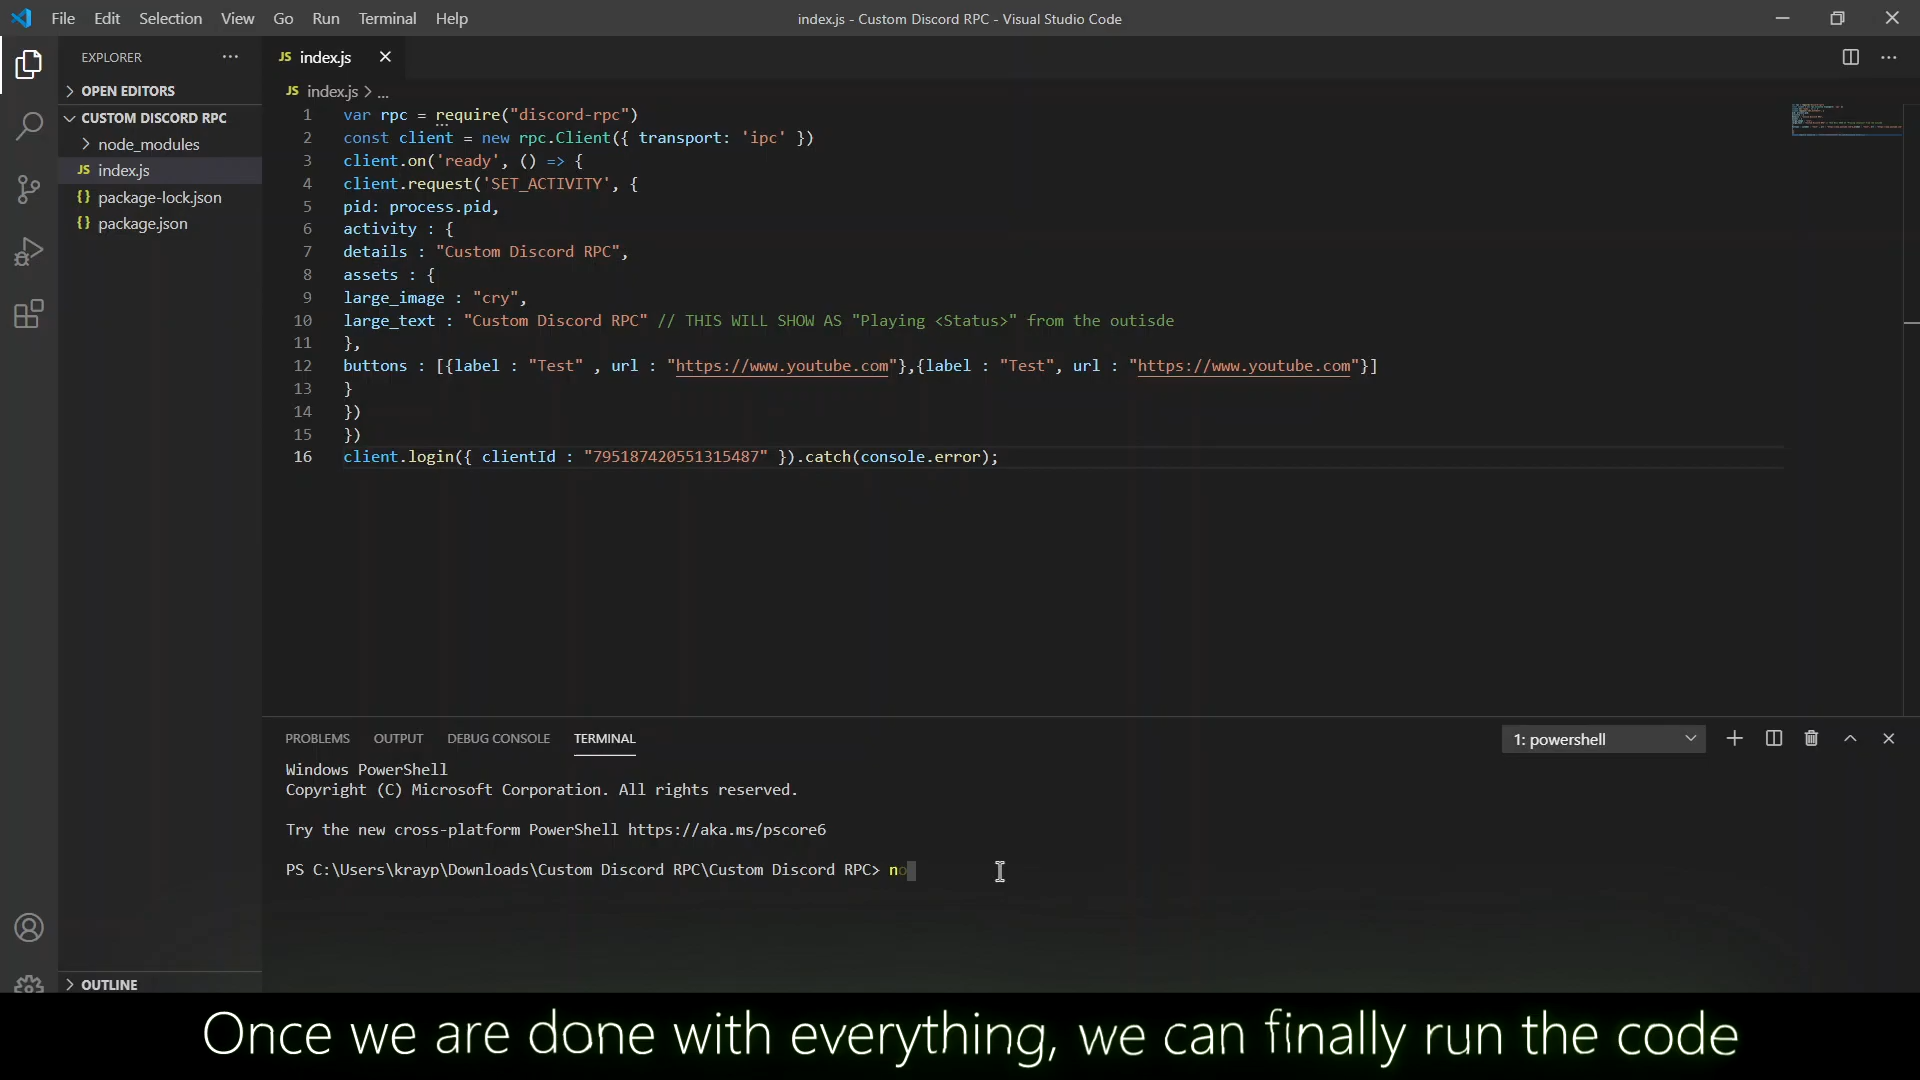 File Edit Selection View Go Run Terminal Help
index.js - Custom Discord RPC - Visual Studio Code
EXPLORER
OPEN EDITORS
CUSTOM DISCORD RPC
node_modules
JS index.js
{} package-lock.json
{} package.json
OUTLINE
JS index.js
JS index.js > ...
1 var rpc = require("discord-rpc")
2 const client = new rpc.Client({ transport: 'ipc' })
3 client.on('ready', () => {
4 client.request('SET_ACTIVITY', {
5 pid: process.pid,
6 activity : {
7 details : "Custom Discord RPC",
8 assets : {
9 large_image : "cry",
10 large_text : "Custom Discord RPC" // THIS WILL SHOW AS "Playing <Status>" from the outisde
11 },
12 buttons : [{label : "Test" , url : "https://www.youtube.com"},{label : "Test", url : "https://www.youtube.com"}]
13 }
14 })
15 })
16 client.login({ clientId : "795187420551315487" }).catch(console.error);
PROBLEMS OUTPUT DEBUG CONSOLE TERMINAL
1: powershell
Windows PowerShell
Copyright (C) Microsoft Corporation. All rights reserved.
Try the new cross-platform PowerShell https://aka.ms/pscore6
PS C:\Users\krayp\Downloads\Custom Discord RPC\Custom Discord RPC> no
Once we are done with everything, we can finally run the code